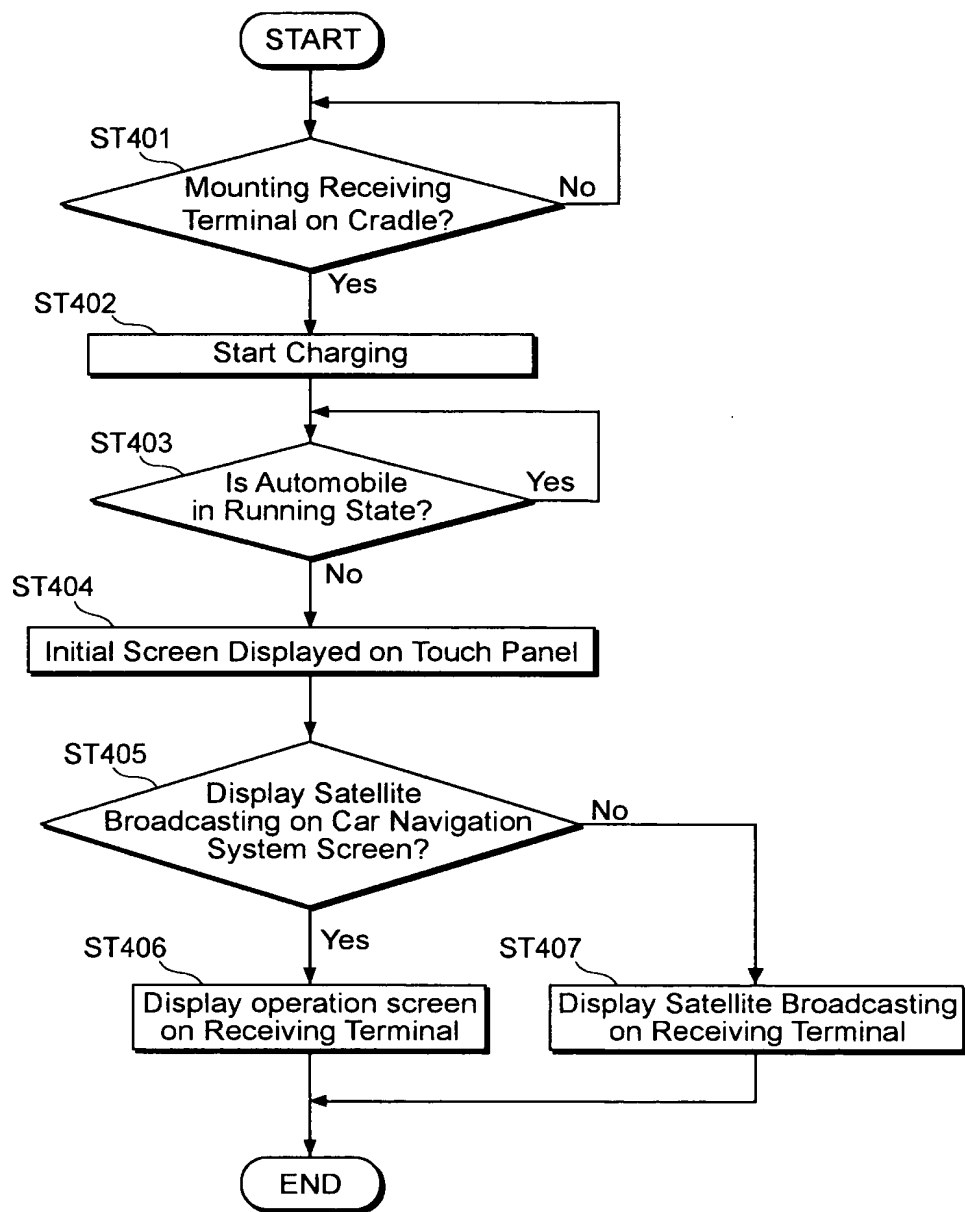 START
ST401
Mounting Receiving
Terminal on Cradle?
No
Yes
ST402
Start Charging
ST403
Is Automobile
in Running State?
Yes
No
ST404
Initial Screen Displayed on Touch Panel
ST405
Display Satellite
Broadcasting on Car Navigation
System Screen?
No
Yes
ST406
Display operation screen
on Receiving Terminal
ST407
Display Satellite Broadcasting
on Receiving Terminal
END